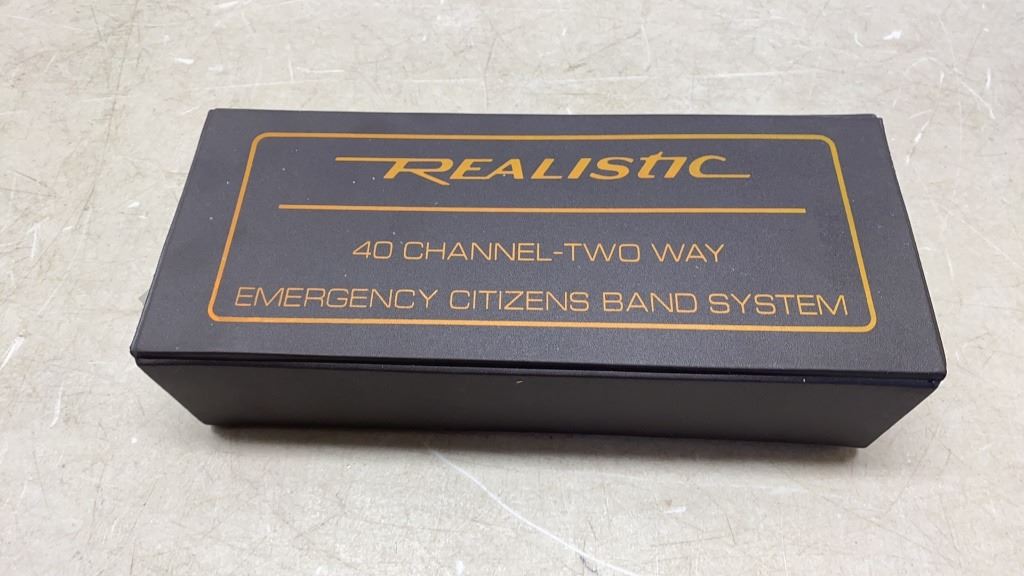 REALISTIC
40 CHANNEL-TWO WAY
EMERGENCY CITIZENS BAND SYSTEM